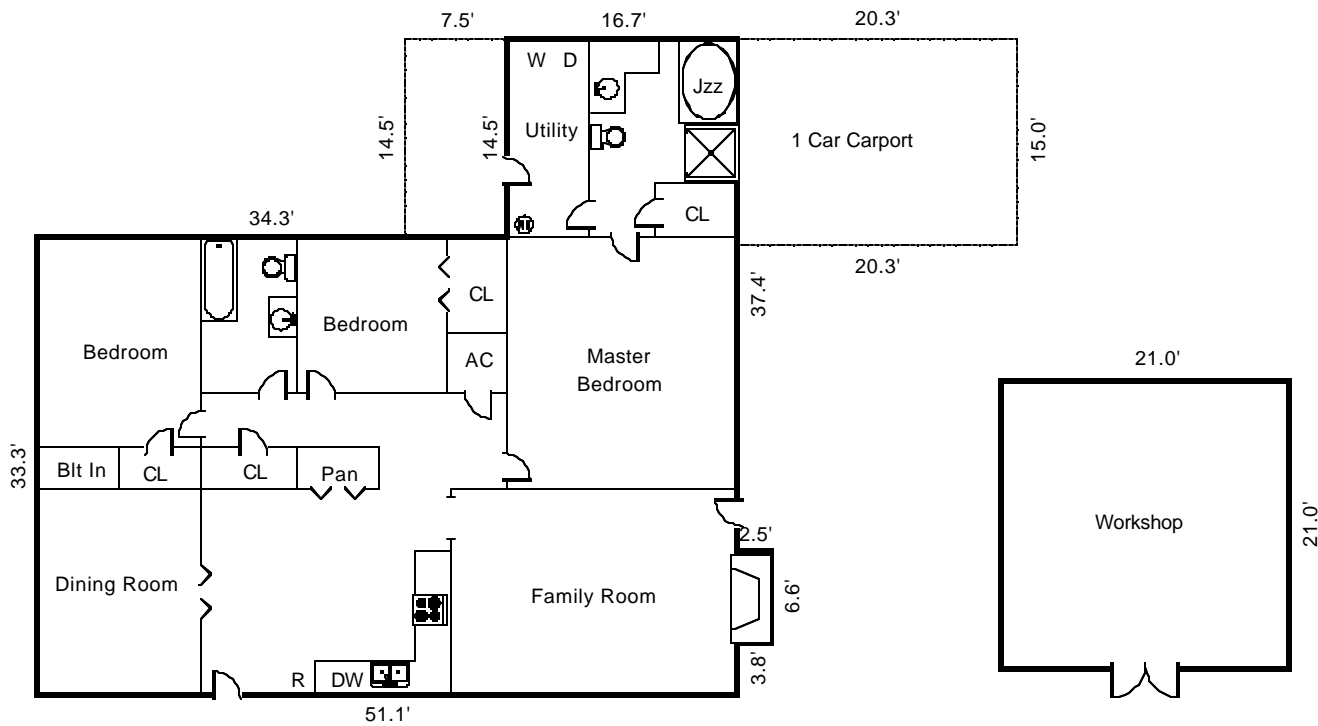 7.5' 16.7' 20.3'
W D
Jzz
14.5' 14.5' Utility 1 Car Carport 15.0'
34.3' CL
20.3'
CL 37.4'
Bedroom
Bedroom AC Master
Bedroom
21.0'
33.3' Blt In CL CL Pan
Workshop 21.0'
2.5'
Dining Room Family Room 6.6'
R DW 3.8'
51.1'